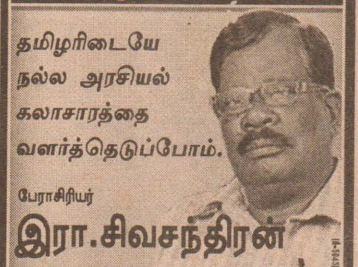 தமிழரிடையே
நல்ல அரசியல்
கலாசாரத்தை
வளர்த்தெடுப்போம்.
பேராசிரியர்
இரா.சிவசந்திரன்